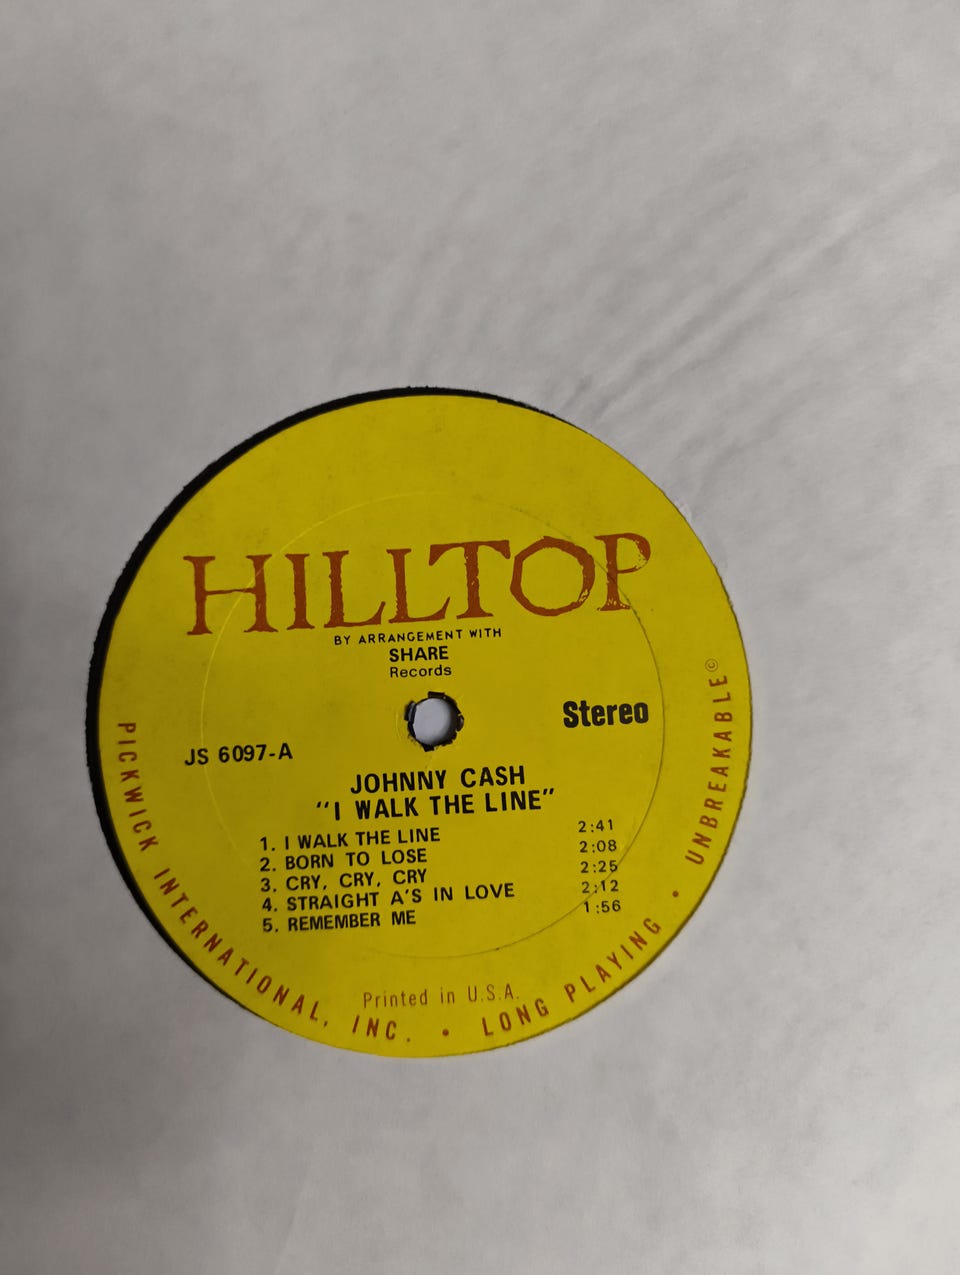 HILLTOP
BY ARRANGEMENT WITH
SHARE
Records
Stereo
JS 6097-A
JOHNNY CASH
"I WALK THE LINE"
1. I WALK THE LINE 2:41
2. BORN TO LOSE 2:08
3. CRY, CRY, CRY 2:25
4. STRAIGHT A'S IN LOVE 2:12
5. REMEMBER ME 1:56
Printed in U.S.A.
PICKWICK INTERNATIONAL, INC. • LONG PLAYING • UNBREAKABLE©